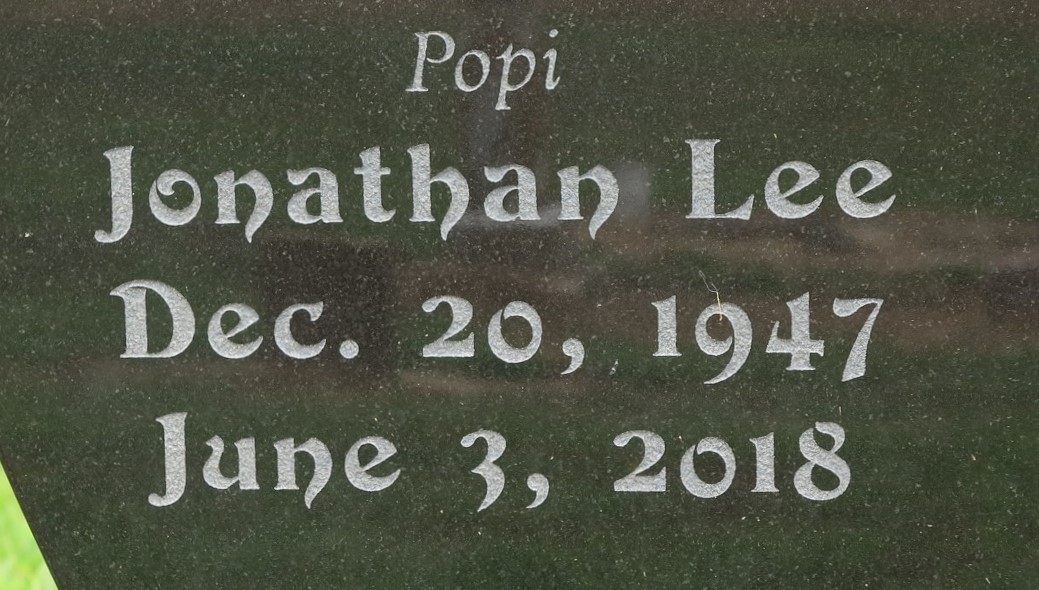 Popi
Jonathan Lee
Dec. 20, 1947
June 3, 2018